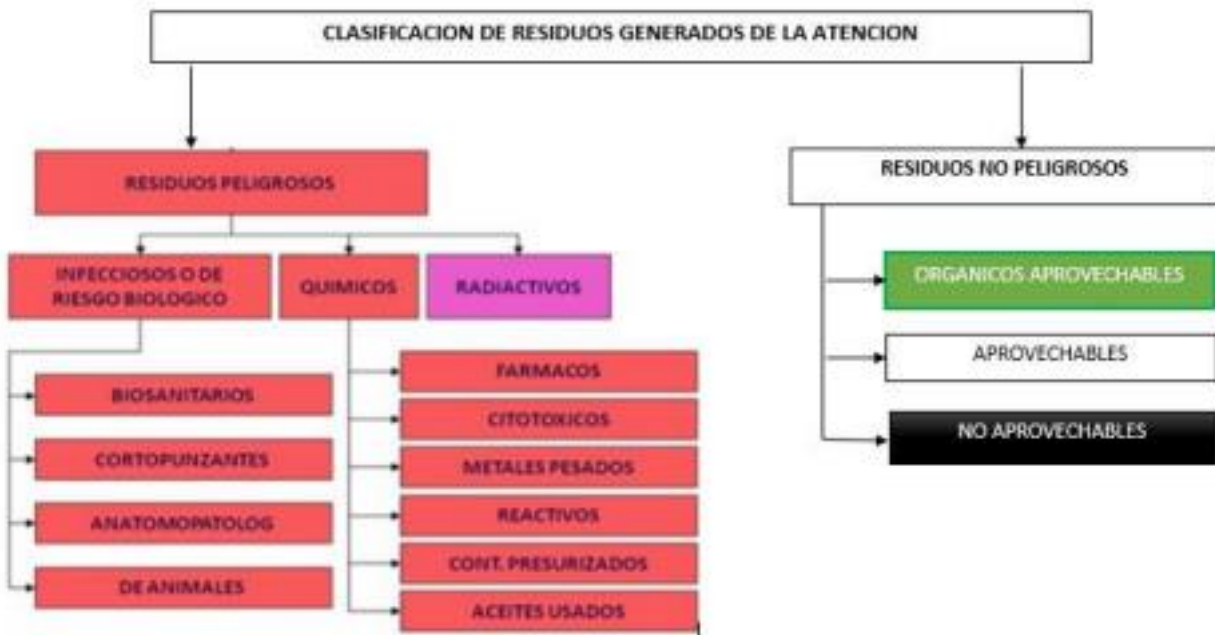 CLASIFICACION DE RESIDUOS GENERADOS DE LA ATENCION
RESIDUOS PELIGROSOS
RESIDUOS NO PELIGROSOS
INFECCIOSOS O DE
RIESGO BIOLOGICO
QUIMICOS
RADIACTIVOS
BIOSANITARIOS
CORTOPUNZANTES
ANATOMOPATOLOG
DE ANIMALES
FARMACOS
CITOTOXICOS
METALES PESADOS
REACTIVOS
CONT. PRESURIZADOS
ACEITES USADOS
ORGANICOS APROVECHABLES
APROVECHABLES
NO APROVECHABLES